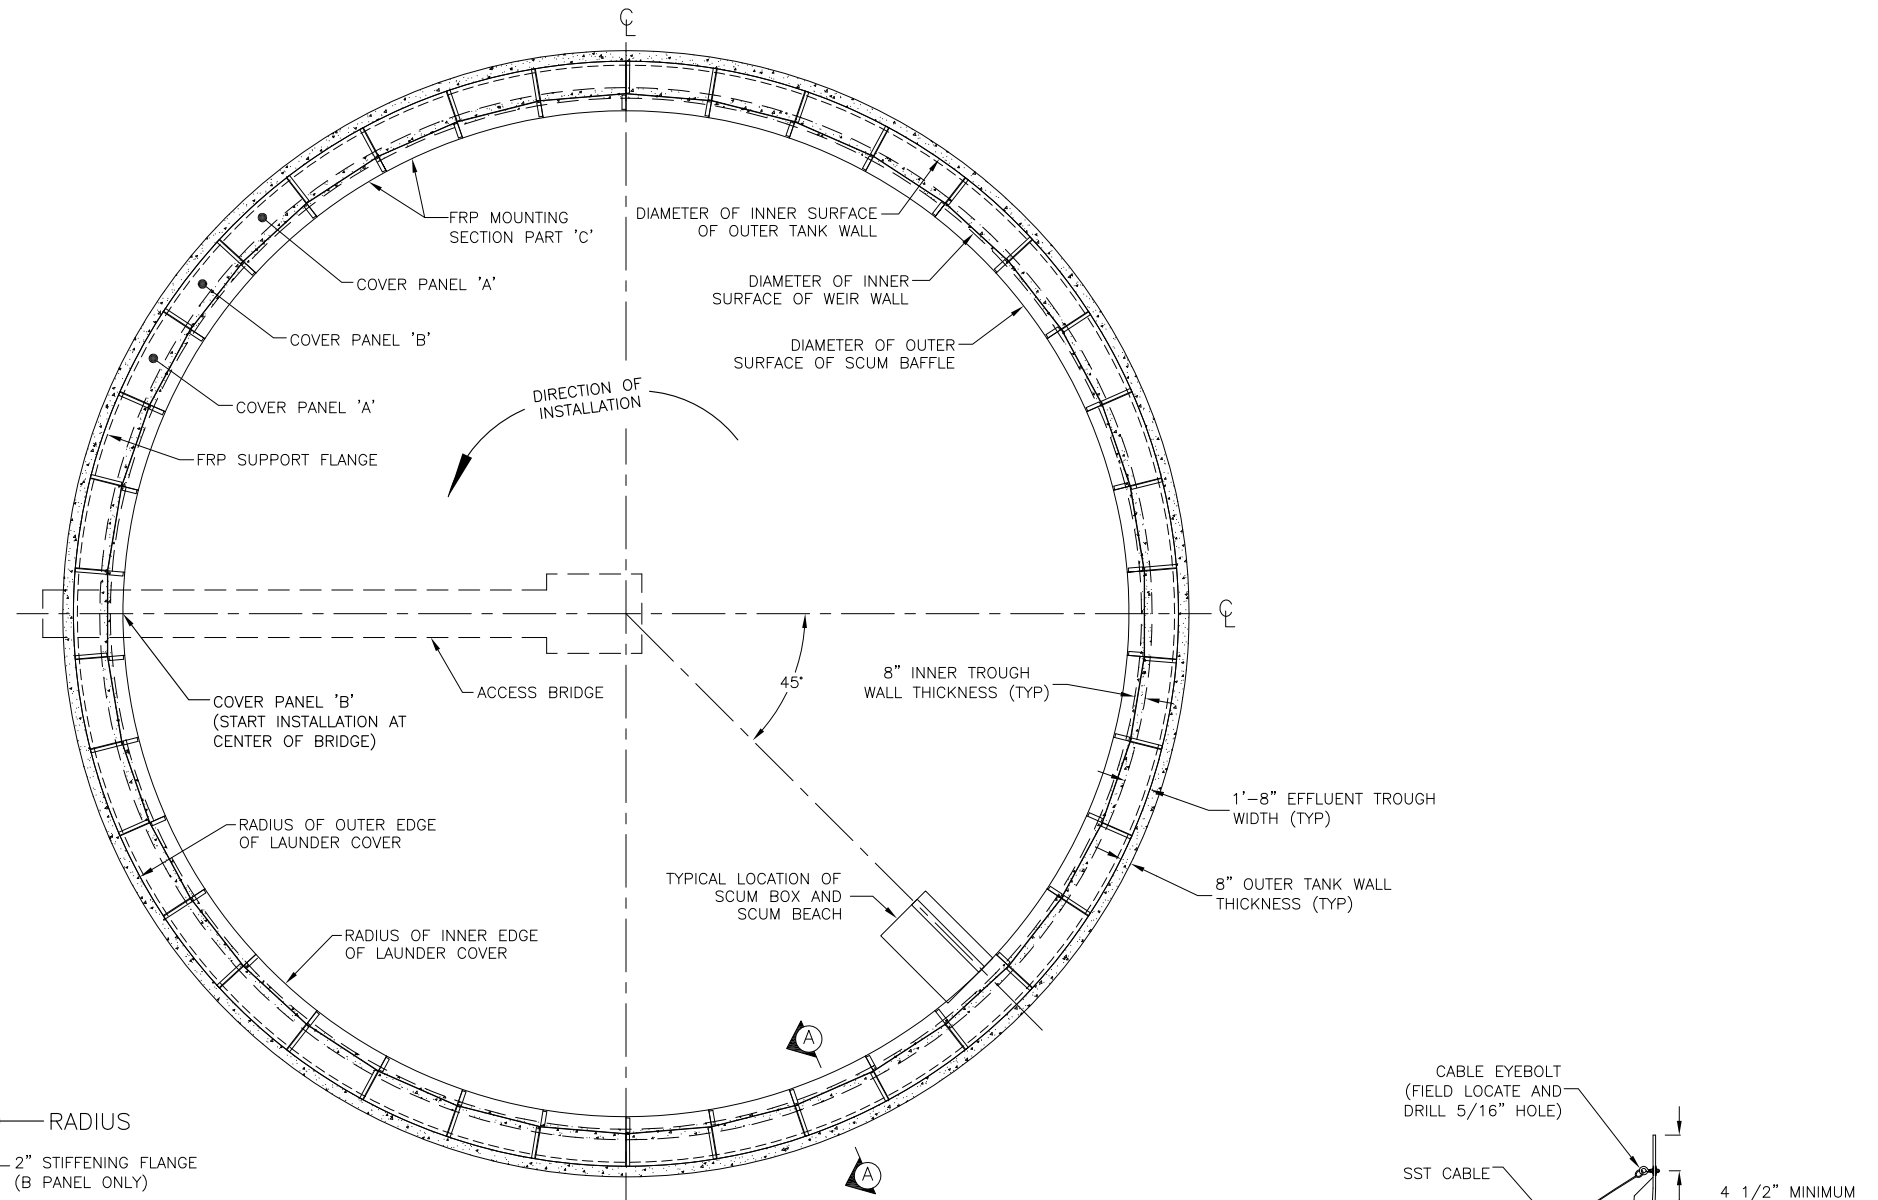 ℄
FRP MOUNTING
SECTION PART 'C'
DIAMETER OF INNER SURFACE
OF OUTER TANK WALL
COVER PANEL 'A'
DIAMETER OF INNER
SURFACE OF WEIR WALL
COVER PANEL 'B'
DIAMETER OF OUTER
SURFACE OF SCUM BAFFLE
DIRECTION OF
INSTALLATION
COVER PANEL 'A'
FRP SUPPORT FLANGE
℄
45°
8" INNER TROUGH
WALL THICKNESS (TYP)
ACCESS BRIDGE
COVER PANEL 'B'
(START INSTALLATION AT
CENTER OF BRIDGE)
1'-8" EFFLUENT TROUGH
WIDTH (TYP)
RADIUS OF OUTER EDGE
OF LAUNDER COVER
TYPICAL LOCATION OF
SCUM BOX AND
SCUM BEACH
8" OUTER TANK WALL
THICKNESS (TYP)
RADIUS OF INNER EDGE
OF LAUNDER COVER
A
A
RADIUS
2" STIFFENING FLANGE
(B PANEL ONLY)
CABLE EYEBOLT
(FIELD LOCATE AND
DRILL 5/16" HOLE)
SST CABLE
4 1/2" MINIMUM